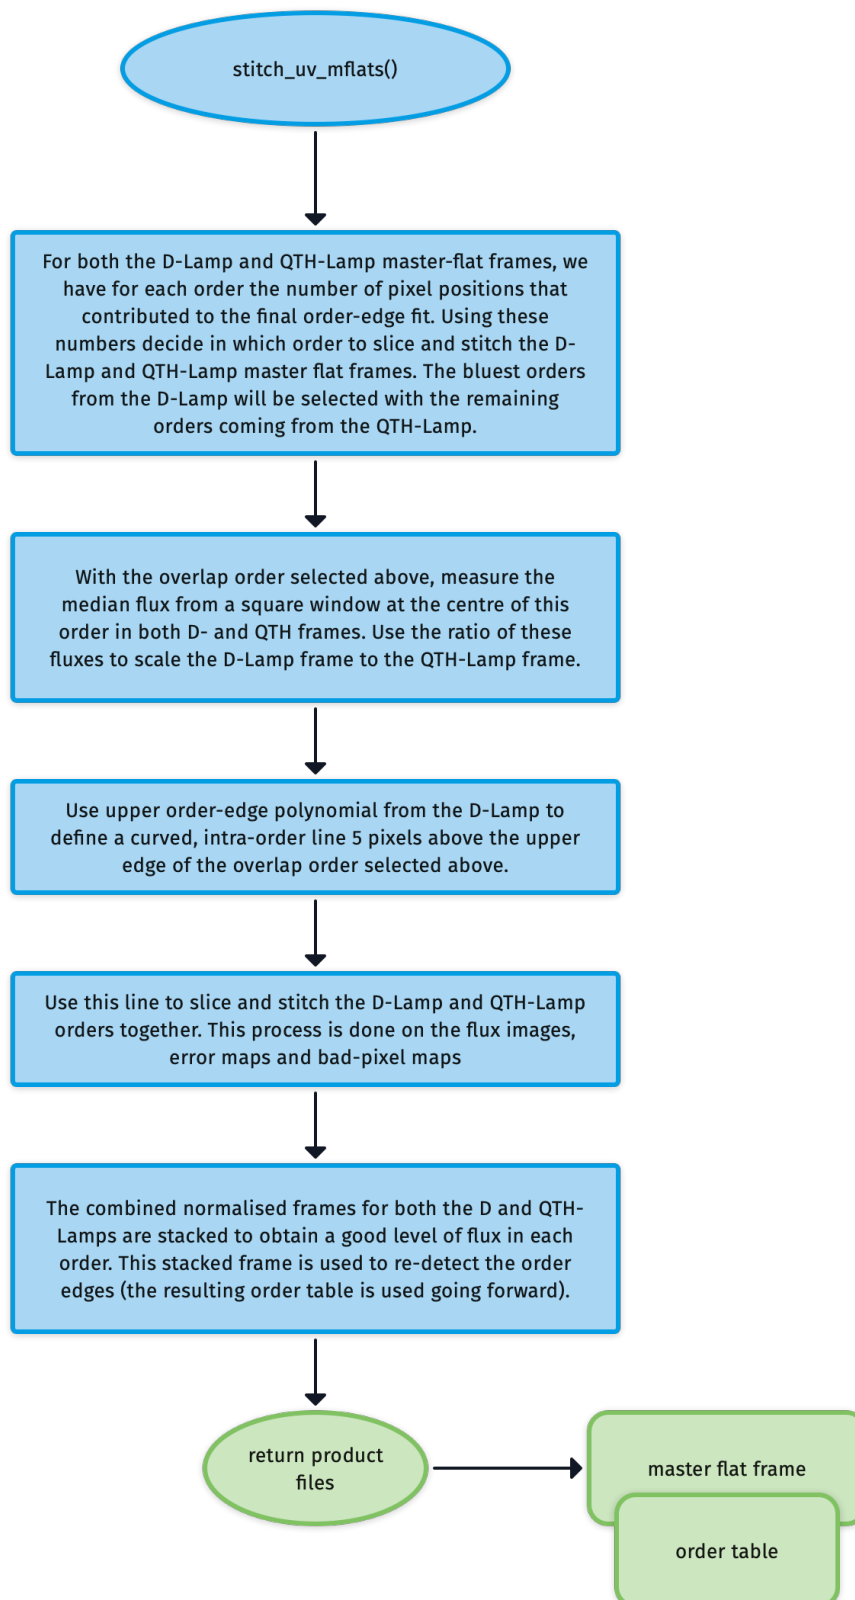 stitch_uv_mflats()
For both the D-Lamp and QTH-Lamp master-flat frames, we
have for each order the number of pixel positions that
contributed to the final order-edge fit. Using these
numbers decide in which order to slice and stitch the D-
Lamp and QTH-Lamp master flat frames. The bluest orders
from the D-Lamp will be selected with the remaining
orders coming from the QTH-Lamp.
With the overlap order selected above, measure the
median flux from a square window at the centre of this
order in both D- and QTH frames. Use the ratio of these
fluxes to scale the D-Lamp frame to the QTH-Lamp frame.
Use upper order-edge polynomial from the D-Lamp to
define a curved, intra-order line 5 pixels above the upper
edge of the overlap order selected above.
Use this line to slice and stitch the D-Lamp and QTH-Lamp
orders together. This process is done on the flux images,
error maps and bad-pixel maps
The combined normalised frames for both the D and QTH-
Lamps are stacked to obtain a good level of flux in each
order. This stacked frame is used to re-detect the order
edges (the resulting order table is used going forward).
return product
files
master flat frame
order table